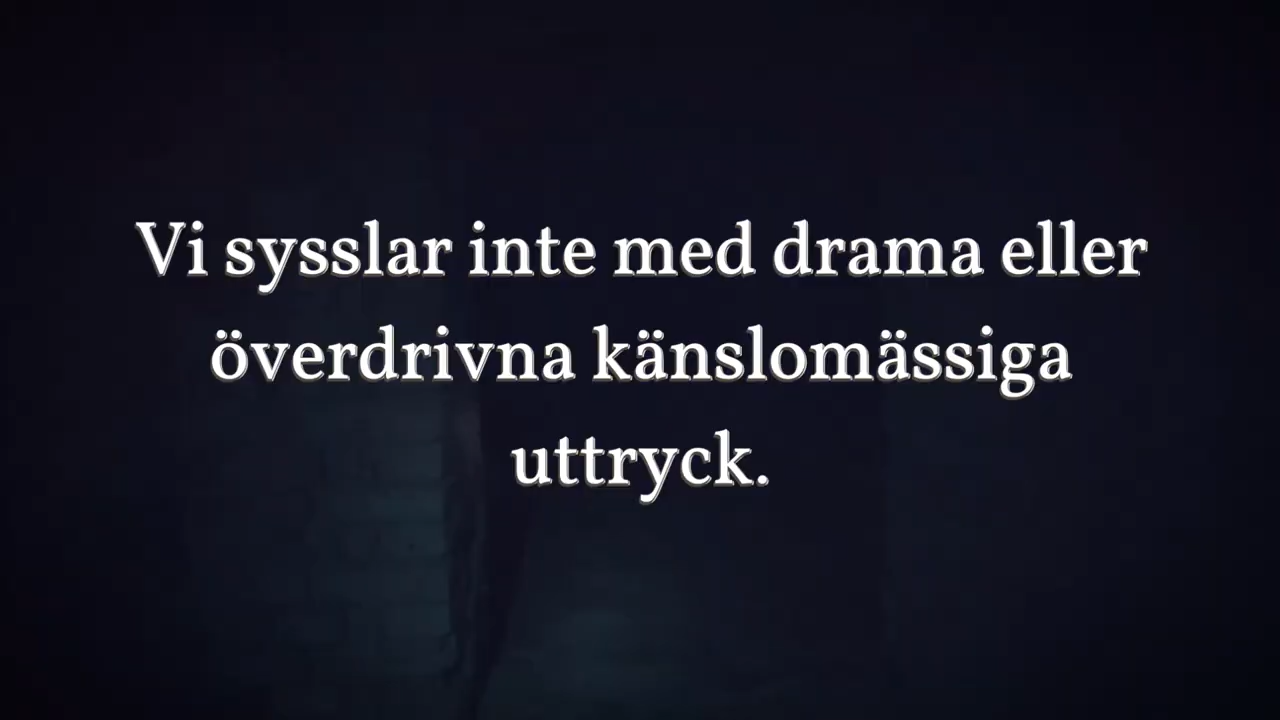 Vi sysslar inte med drama eller
överdrivna känslomässiga
uttryck.